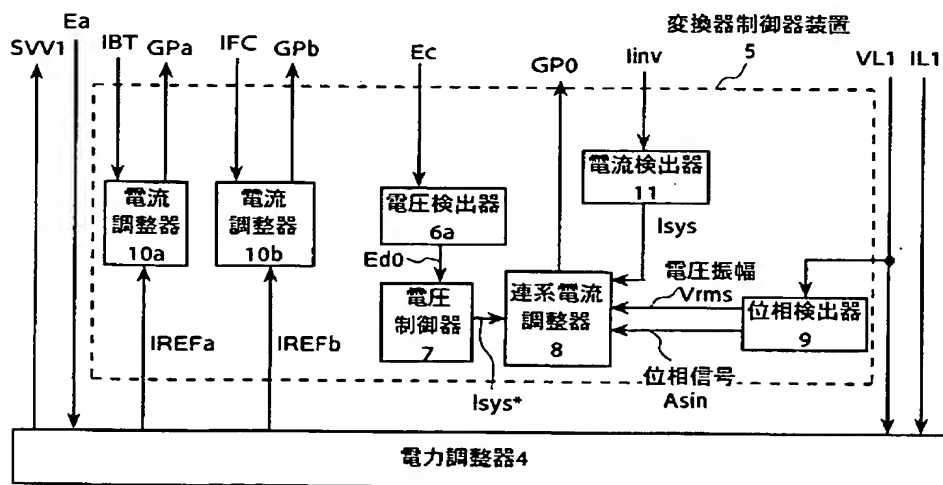 Ea
SVV1
IBT
GPa
IFC
GPb
Ec
GP0
Iinv
変換器制御器装置
5
VL1
IL1
電流
調整器
10a
電流
調整器
10b
電圧検出器
6a
電流検出器
11
Isys
Ed0
電圧
制御器
7
連系電流
調整器
8
電圧振幅
Vrms
位相検出器
9
IREFa
IREFb
Isys*
位相信号
Asin
電力調整器4